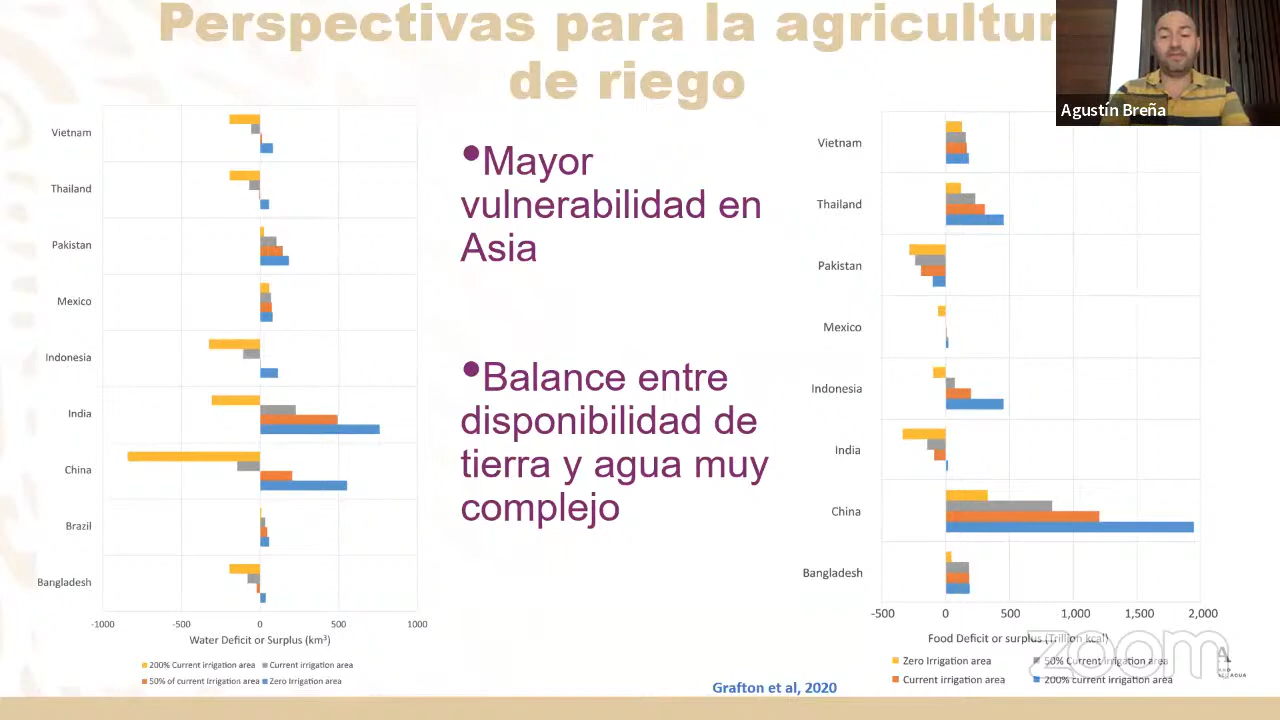 Perspectivas para la agricultur
de riego
Agustín Breña
Vietnam
Thailand
Pakistan
Mexico
Indonesia
India
China
Brazil
Bangladesh
-1000 -500 0 500 1000
Water Deficit or Surplus (km³)
200% Current irrigation area Current irrigation area
50% of current irrigation area Zero Irrigation area
•Mayor
vulnerabilidad en
Asia
•Balance entre
disponibilidad de
tierra y agua muy
complejo
Grafton et al, 2020
Vietnam
Thailand
Pakistan
Mexico
Indonesia
India
China
Bangladesh
-500 0 500 1,000 1,500 2,000
Food Deficit or surplus (Trillion kcal)
Zero Irrigation area 50% Current irrigation area
Current irrigation area 200% current irrigation area
zoom